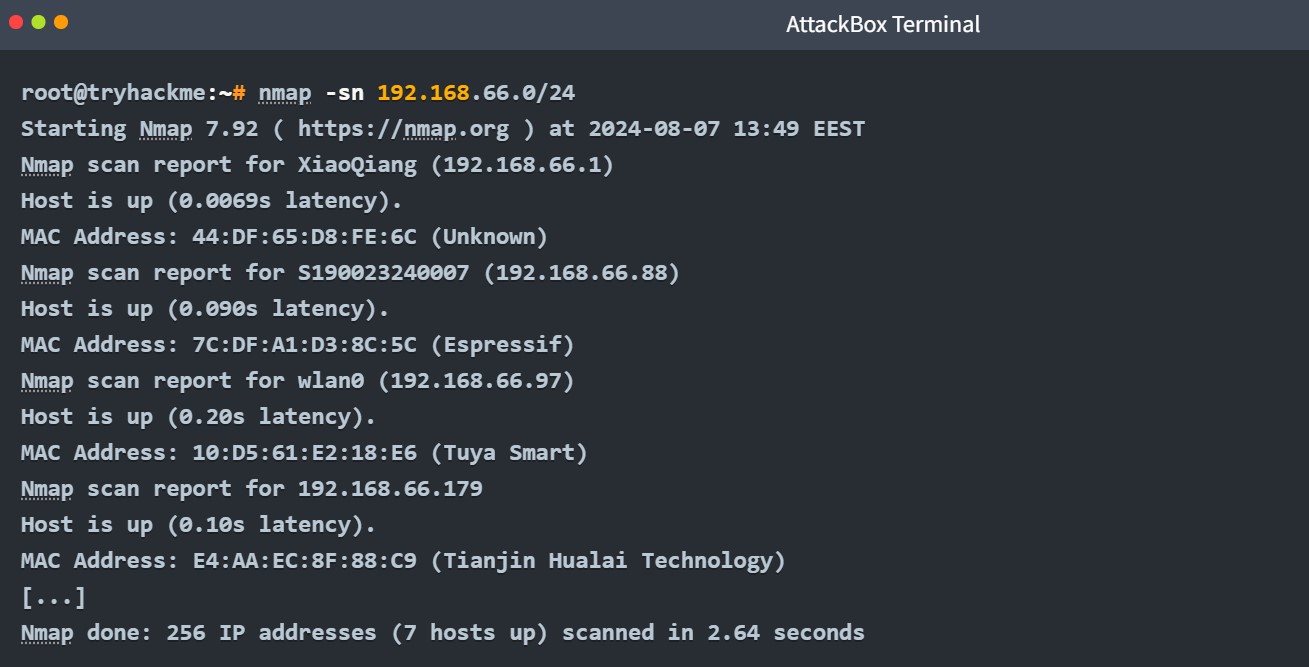 AttackBox Terminal
root@tryhackme:~# nmap -sn 192.168.66.0/24
Starting Nmap 7.92 ( https://nmap.org ) at 2024-08-07 13:49 EEST
Nmap scan report for XiaoQiang (192.168.66.1)
Host is up (0.0069s latency).
MAC Address: 44:DF:65:D8:FE:6C (Unknown)
Nmap scan report for S190023240007 (192.168.66.88)
Host is up (0.090s latency).
MAC Address: 7C:DF:A1:D3:8C:5C (Espressif)
Nmap scan report for wlan0 (192.168.66.97)
Host is up (0.20s latency).
MAC Address: 10:D5:61:E2:18:E6 (Tuya Smart)
Nmap scan report for 192.168.66.179
Host is up (0.10s latency).
MAC Address: E4:AA:EC:8F:88:C9 (Tianjin Hualai Technology)
[...]
Nmap done: 256 IP addresses (7 hosts up) scanned in 2.64 seconds